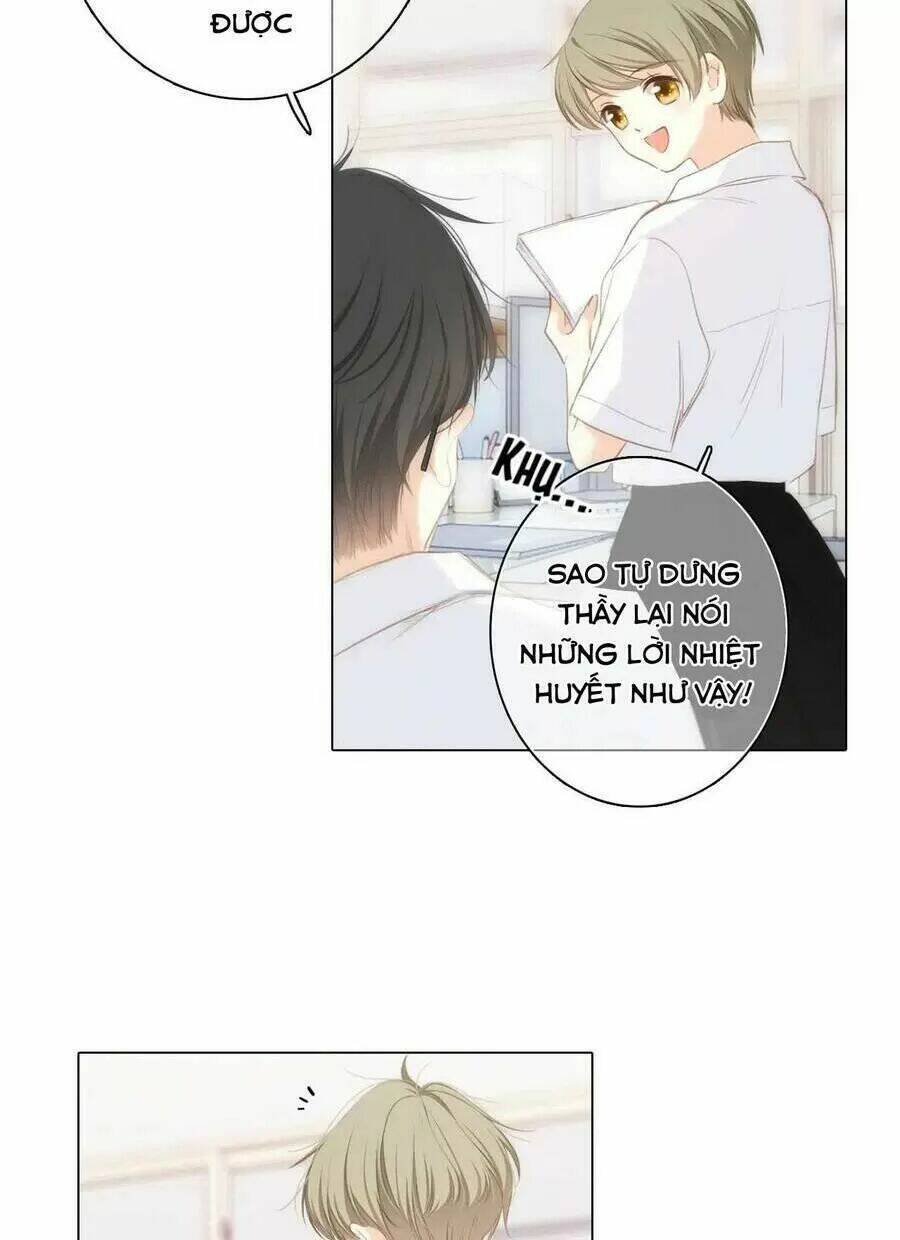 ĐƯỢC
KHỤ...
SAO TỰ DƯNG
THẦY LẠI NÓI
NHỮNG LỜI NHIỆT
HUYẾT NHƯ VẬY!